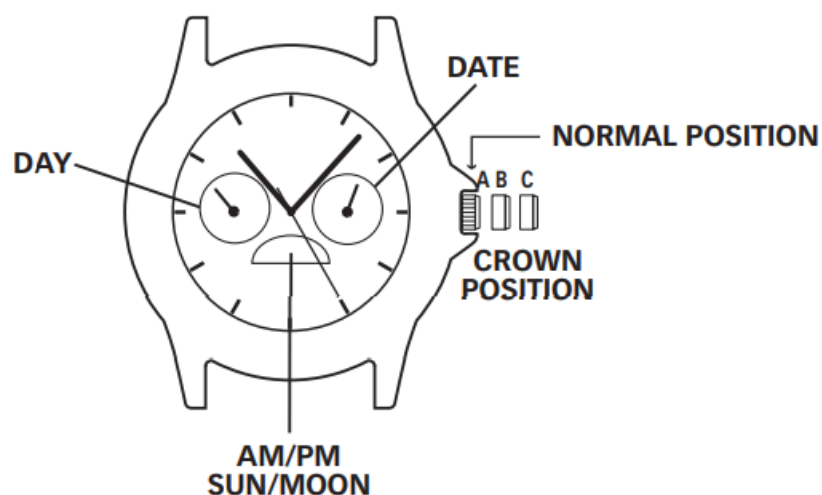 DATE
NORMAL POSITION
DAY
A B C
CROWN
POSITION
AM/PM
SUN/MOON